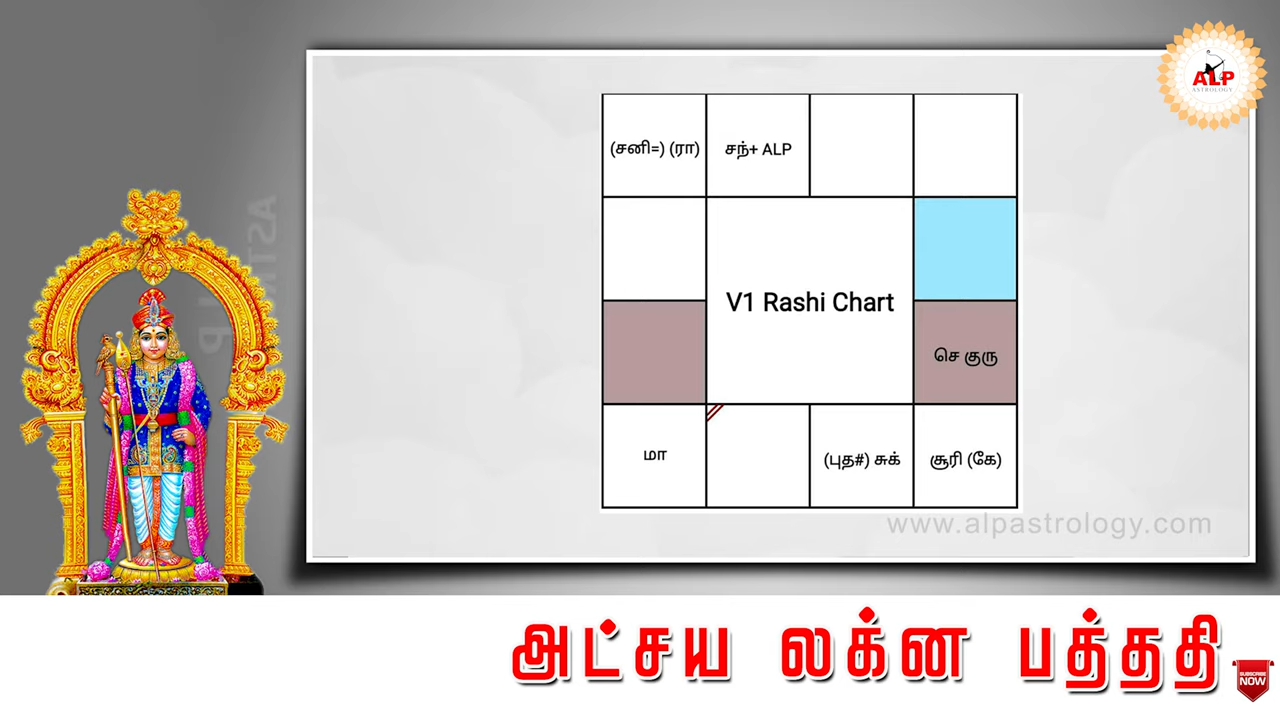 ALP
ASTROLOGY
(சனி=) (ரா)
சந்+ ALP
V1 Rashi Chart
செ குரு
மா
(புத#) சுக்
சூரி (கே)
www.alpastrology.com
அட்சய லக்ன பத்ததி
SUBSCRIBE
NOW